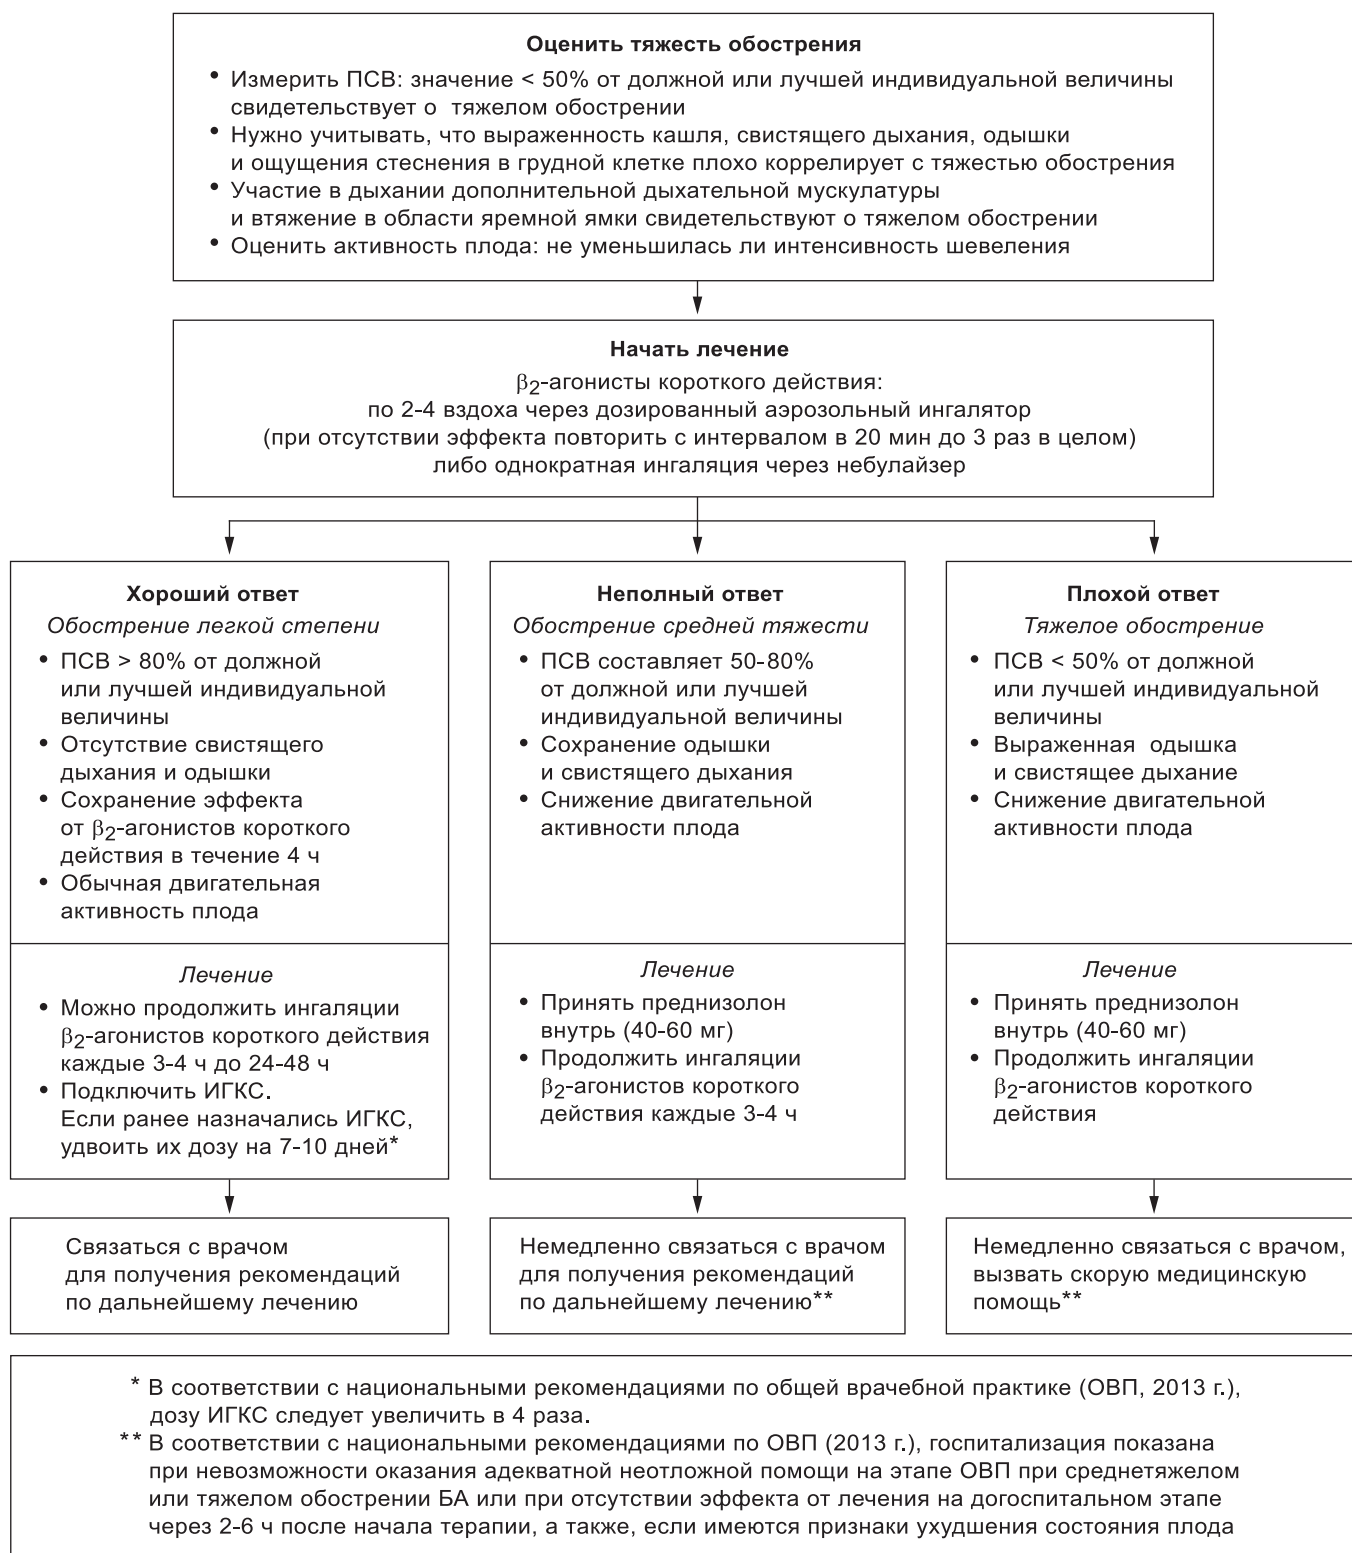 Оценить тяжесть обострения
• Измерить ПСВ: значение < 50% от должной или лучшей индивидуальной величины
свидетельствует о тяжелом обострении
• Нужно учитывать, что выраженность кашля, свистящего дыхания, одышки
и ощущения стеснения в грудной клетке плохо коррелирует с тяжестью обострения
• Участие в дыхании дополнительной дыхательной мускулатуры
и втяжение в области яремной ямки свидетельствуют о тяжелом обострении
• Оценить активность плода: не уменьшилась ли интенсивность шевеления
Начать лечение
β₂-агонисты короткого действия:
по 2-4 вздоха через дозированный аэрозольный ингалятор
(при отсутствии эффекта повторить с интервалом в 20 мин до 3 раз в целом)
либо однократная ингаляция через небулайзер
Хороший ответ
Обострение легкой степени
• ПСВ > 80% от должной
или лучшей индивидуальной
величины
• Отсутствие свистящего
дыхания и одышки
• Сохранение эффекта
от β₂-агонистов короткого
действия в течение 4 ч
• Обычная двигательная
активность плода
Лечение
• Можно продолжить ингаляции
β₂-агонистов короткого действия
каждые 3-4 ч до 24-48 ч
• Подключить ИГКС.
Если ранее назначались ИГКС,
удвоить их дозу на 7-10 дней*
Связаться с врачом
для получения рекомендаций
по дальнейшему лечению
Неполный ответ
Обострение средней тяжести
• ПСВ составляет 50-80%
от должной или лучшей
индивидуальной величины
• Сохранение одышки
и свистящего дыхания
• Снижение двигательной
активности плода
Лечение
• Принять преднизолон
внутрь (40-60 мг)
• Продолжить ингаляции
β₂-агонистов короткого
действия каждые 3-4 ч
Немедленно связаться с врачом
для получения рекомендаций
по дальнейшему лечению**
Плохой ответ
Тяжелое обострение
• ПСВ < 50% от должной
или лучшей индивидуальной
величины
• Выраженная одышка
и свистящее дыхание
• Снижение двигательной
активности плода
Лечение
• Принять преднизолон
внутрь (40-60 мг)
• Продолжить ингаляции
β₂-агонистов короткого
действия
Немедленно связаться с врачом,
вызвать скорую медицинскую
помощь**
* В соответствии с национальными рекомендациями по общей врачебной практике (ОВП, 2013 г.),
дозу ИГКС следует увеличить в 4 раза.
** В соответствии с национальными рекомендациями по ОВП (2013 г.), госпитализация показана
при невозможности оказания адекватной неотложной помощи на этапе ОВП при среднетяжелом
или тяжелом обострении БА или при отсутствии эффекта от лечения на догоспитальном этапе
через 2-6 ч после начала терапии, а также, если имеются признаки ухудшения состояния плода